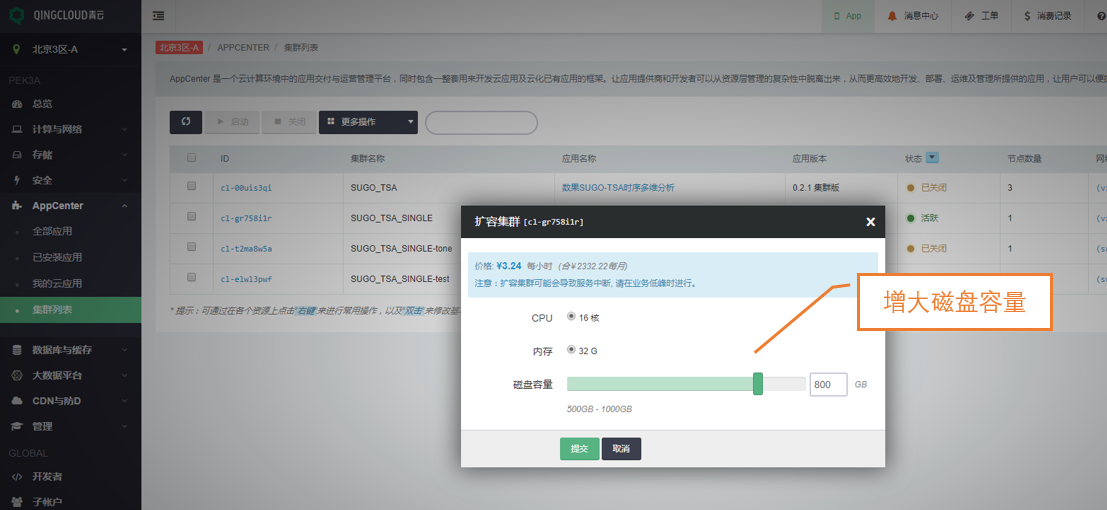 QINGCLOUD青云
App
消息中心
工单
$ 消费记录
北京3区-A
北京3区-A / APPCENTER / 集群列表
PEK3A
AppCenter 是一个云计算环境中的应用交付与运营管理平台，同时包含一整套用来开发云应用及云化已有应用的框架。让应用提供商和开发者可以从资源层管理的复杂性中脱离出来，从而更高效地开发、部署、运维及管理所提供的应用，让用户可以便
总览
计算与网络
存储
安全
AppCenter
全部应用
已安装应用
我的云应用
集群列表
数据库与缓存
大数据平台
CDN与防D
管理
GLOBAL
开发者
子帐户
启动
关闭
更多操作
ID 集群名称 应用名称 应用版本 状态 节点数量
cl-00uis3qi SUGO_TSA 数果SUGO-TSA时序多维分析 0.2.1 集群版 已关闭 3
cl-gr758i1r SUGO_TSA_SINGLE 活跃 1
cl-t2ma8w5a SUGO_TSA_SINGLE-tone 已关闭 1
cl-e1w13pwf SUGO_TSA_SINGLE-test
* 提示：可通过在各个资源上点击"右键"来进行常用操作，以及"双击"来修改基
扩容集群 [cl-gr758i1r]
×
价格: ¥3.24 每小时 (合¥2332.22每月)
注意：扩容集群可能会导致服务中断, 请在业务低峰时进行。
CPU 16 核
内存 32 G
磁盘容量 800 GB
500GB - 1000GB
提交 取消
增大磁盘容量